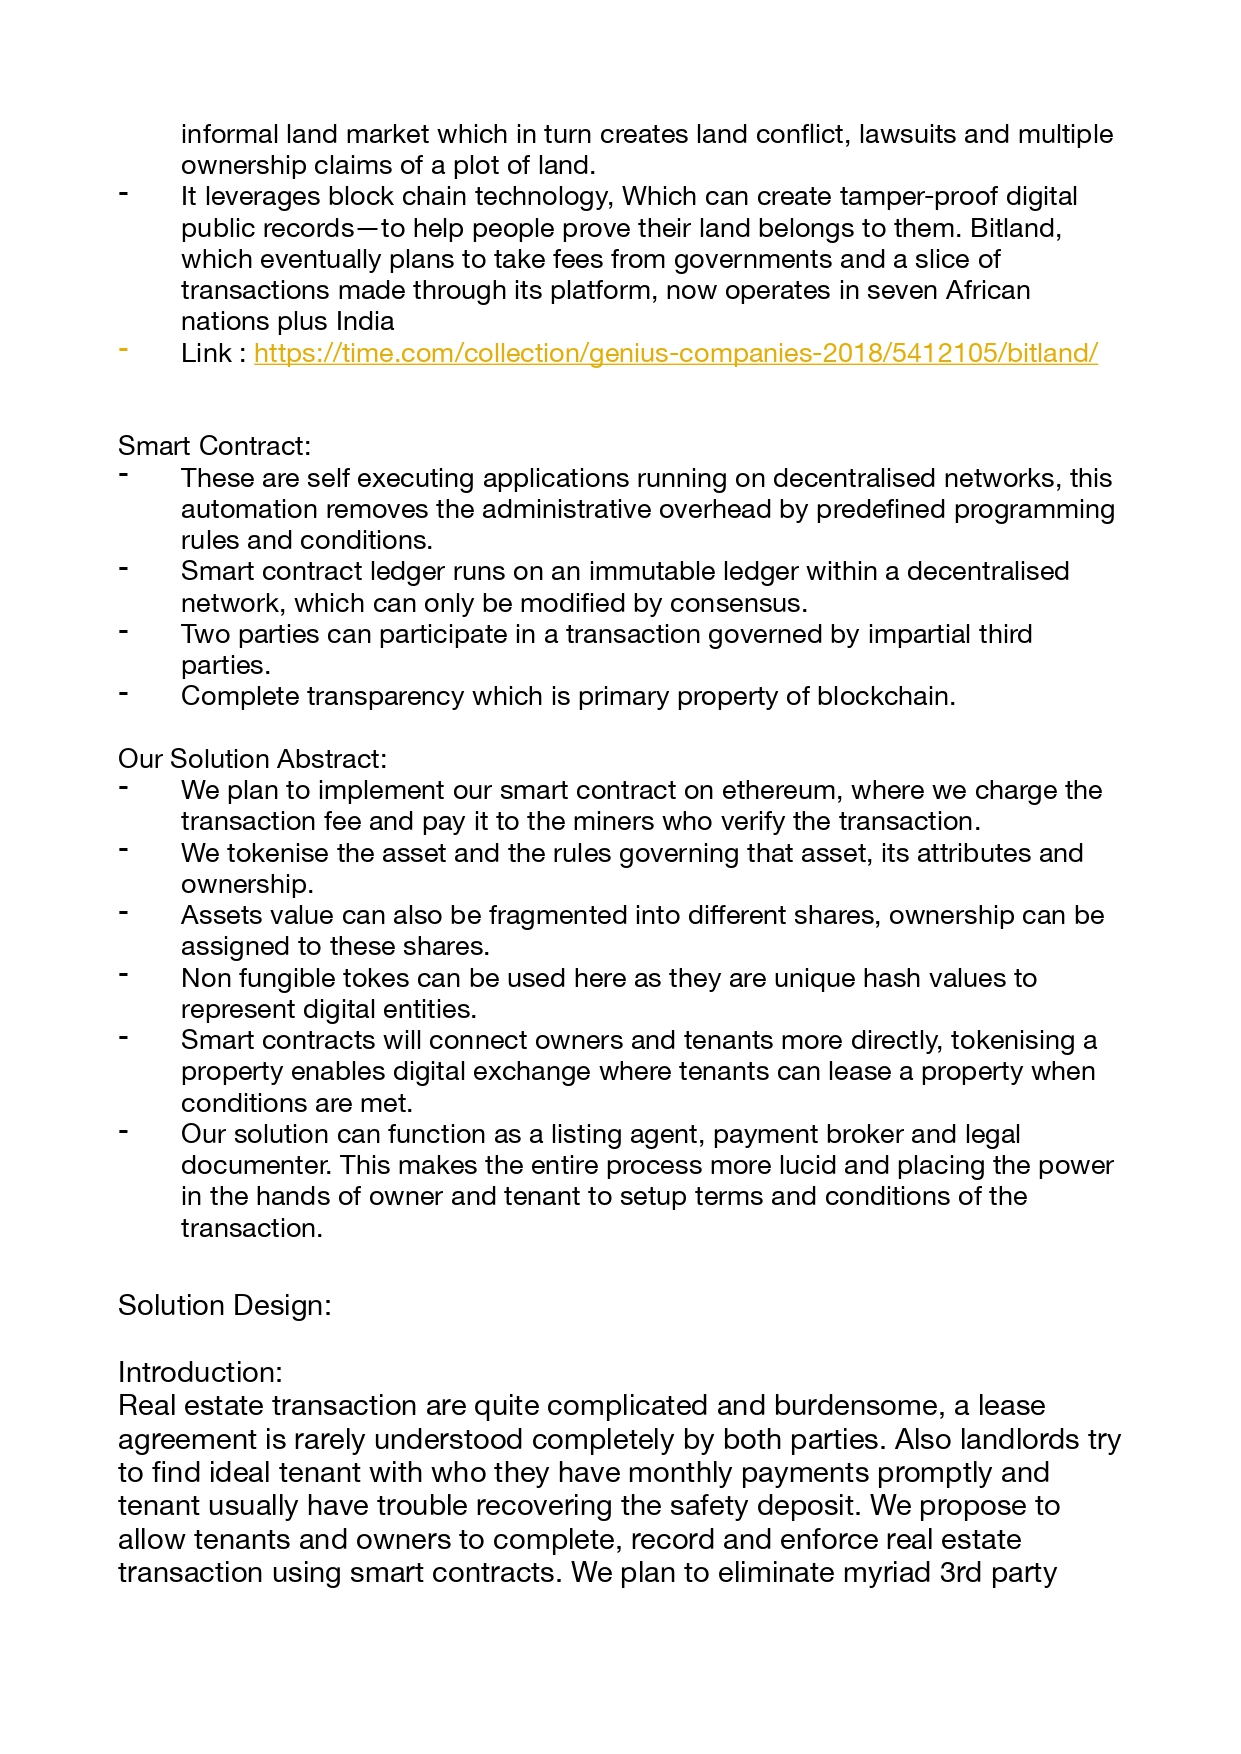 informal land market which in turn creates land conflict, lawsuits and multiple
ownership claims of a plot of land.
- It leverages block chain technology, Which can create tamper-proof digital
public records—to help people prove their land belongs to them. Bitland,
which eventually plans to take fees from governments and a slice of
transactions made through its platform, now operates in seven African
nations plus India
- Link : https://time.com/collection/genius-companies-2018/5412105/bitland/
Smart Contract:
- These are self executing applications running on decentralised networks, this
automation removes the administrative overhead by predefined programming
rules and conditions.
- Smart contract ledger runs on an immutable ledger within a decentralised
network, which can only be modified by consensus.
- Two parties can participate in a transaction governed by impartial third
parties.
- Complete transparency which is primary property of blockchain.
Our Solution Abstract:
- We plan to implement our smart contract on ethereum, where we charge the
transaction fee and pay it to the miners who verify the transaction.
- We tokenise the asset and the rules governing that asset, its attributes and
ownership.
- Assets value can also be fragmented into different shares, ownership can be
assigned to these shares.
- Non fungible tokes can be used here as they are unique hash values to
represent digital entities.
- Smart contracts will connect owners and tenants more directly, tokenising a
property enables digital exchange where tenants can lease a property when
conditions are met.
- Our solution can function as a listing agent, payment broker and legal
documenter. This makes the entire process more lucid and placing the power
in the hands of owner and tenant to setup terms and conditions of the
transaction.
Solution Design:
Introduction:
Real estate transaction are quite complicated and burdensome, a lease
agreement is rarely understood completely by both parties. Also landlords try
to find ideal tenant with who they have monthly payments promptly and
tenant usually have trouble recovering the safety deposit. We propose to
allow tenants and owners to complete, record and enforce real estate
transaction using smart contracts. We plan to eliminate myriad 3rd party